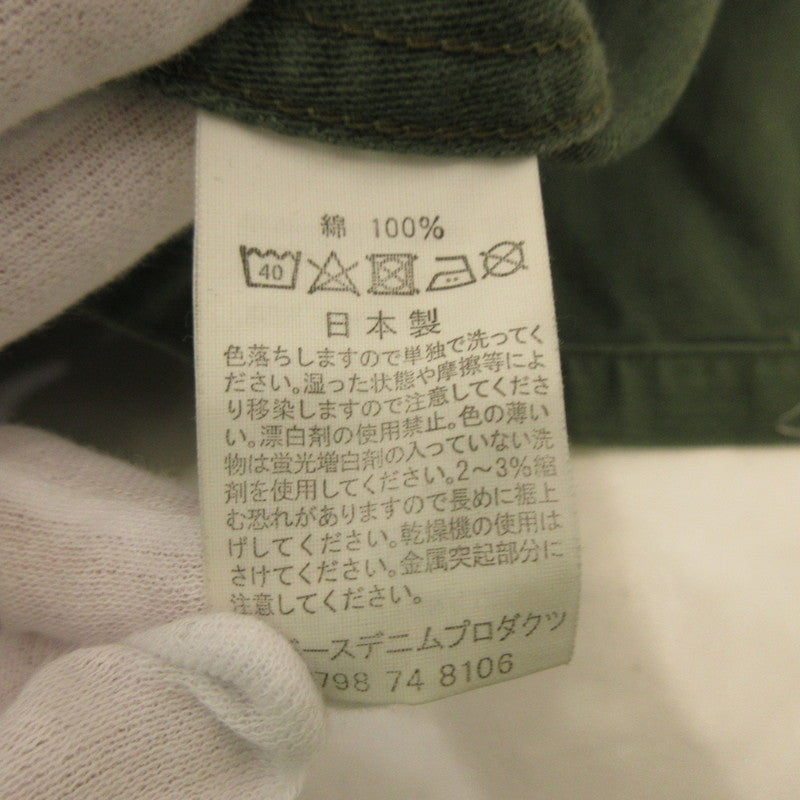 綿 100%
40
日本製
色落ちしますので単独で洗ってく
ださい。湿った状態や摩擦等によ
り移染しますので注意してくださ
い。漂白剤の使用禁止。色の薄い
物は蛍光増白剤の入っていない洗
剤を使用してください。2～3%縮
む恐れがありますので長めに裾上
げしてください。乾燥機の使用は
さけてください。金属突起部分に
注意してください。
ースデニムプロダクツ
798 74 8106